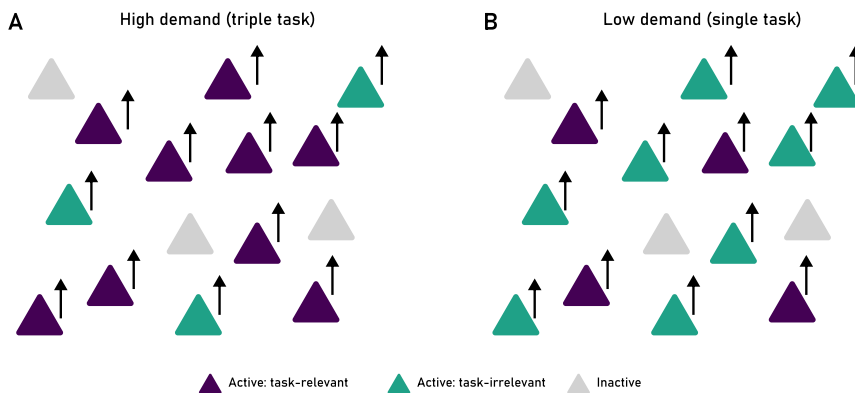 A
High demand (triple task)
B
Low demand (single task)
Active: task-relevant
Active: task-irrelevant
Inactive